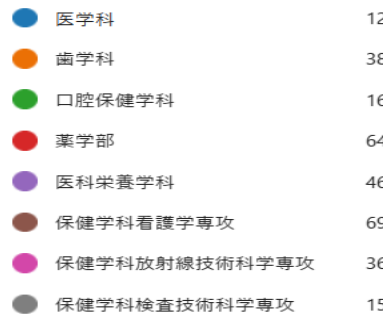 医学科 12
歯学科 38
口腔保健学科 16
薬学部 64
医科栄養学科 46
保健学科看護学専攻 69
保健学科放射線技術科学専攻 36
保健学科検査技術科学専攻 15